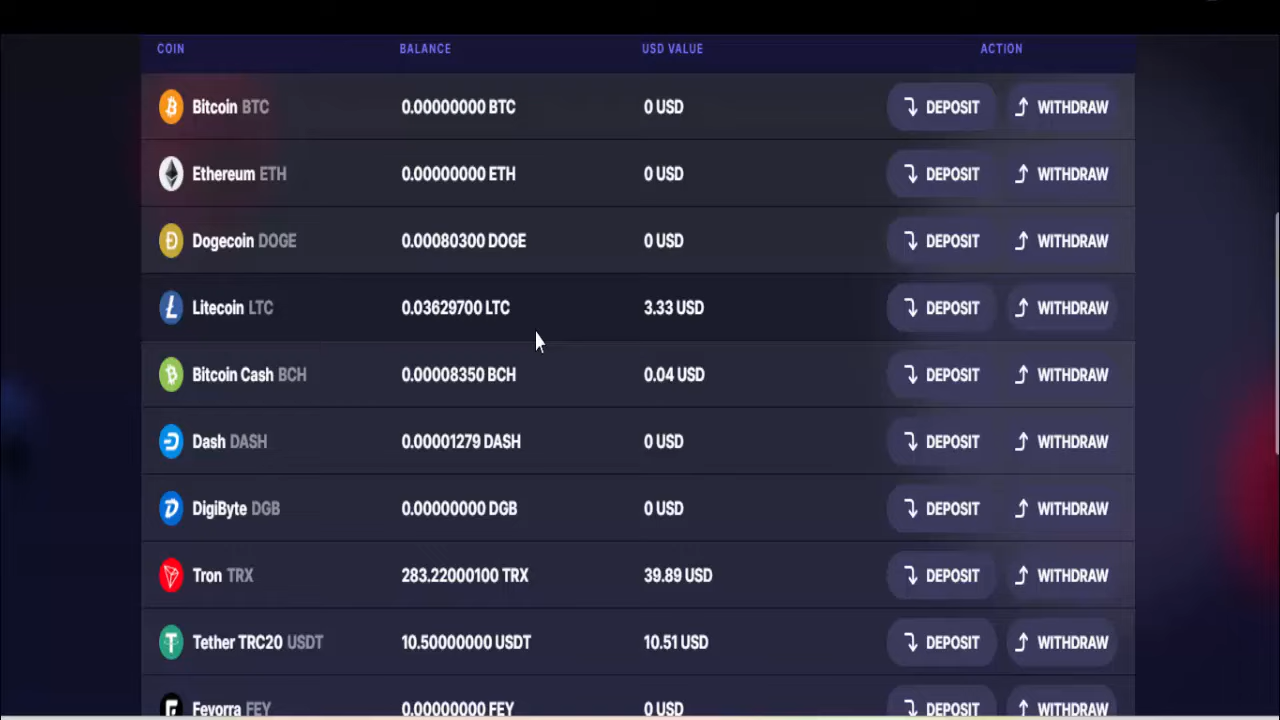 COIN BALANCE USD VALUE ACTION
Bitcoin BTC 0.00000000 BTC 0 USD DEPOSIT WITHDRAW
Ethereum ETH 0.00000000 ETH 0 USD DEPOSIT WITHDRAW
Dogecoin DOGE 0.00080300 DOGE 0 USD DEPOSIT WITHDRAW
Litecoin LTC 0.03629700 LTC 3.33 USD DEPOSIT WITHDRAW
Bitcoin Cash BCH 0.00008350 BCH 0.04 USD DEPOSIT WITHDRAW
Dash DASH 0.00001279 DASH 0 USD DEPOSIT WITHDRAW
DigiByte DGB 0.00000000 DGB 0 USD DEPOSIT WITHDRAW
Tron TRX 283.22000100 TRX 39.89 USD DEPOSIT WITHDRAW
Tether TRC20 USDT 10.50000000 USDT 10.51 USD DEPOSIT WITHDRAW
Feyorra FEY 0.00000000 FEY 0 USD DEPOSIT WITHDRAW